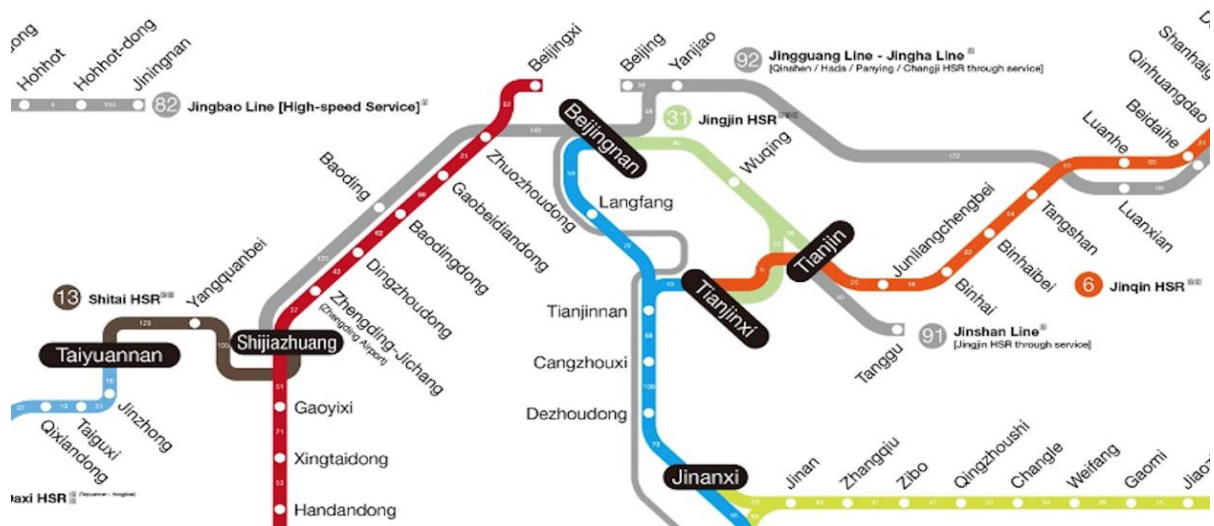 Hohhot
Hohhot-dong
Jiningnan
82 Jingbao Line [High-speed Service]
Beijingxi
Beijing
Yanjiao
92 Jingguang Line - Jingha Line
[Qinshen / Hada / Panying / Changji HSR through service]
Qinhuangdao
Beidaihe
Luanhe
Beijingnan
31 Jingjin HSR
Wuqing
Baoding
Zhuozhoudong
Gaobeidiandong
Baodingdong
Dingzhoudong
Zhengding-Jichang
(Zhengding Airport)
Langfang
Yangquanbei
13 Shitai HSR
Taiyuannan
Shijiazhuang
Tianjin
Tianjinxi
Junliangchengbei
Binhai
Binhaibei
Tangshan
Luanxian
6 Jinqin HSR
Tianjinnan
Cangzhouxi
Dezhoudong
Tanggu
91 Jinshan Line
[Jingjin HSR through service]
Jinzhong
Taiguxi
Qixiandong
Gaoyixi
Xingtaidong
Handandong
Jinanxi
Jinan
Zhangqiu
Zibo
Qingzhoushi
Changle
Weifang
Gaomi